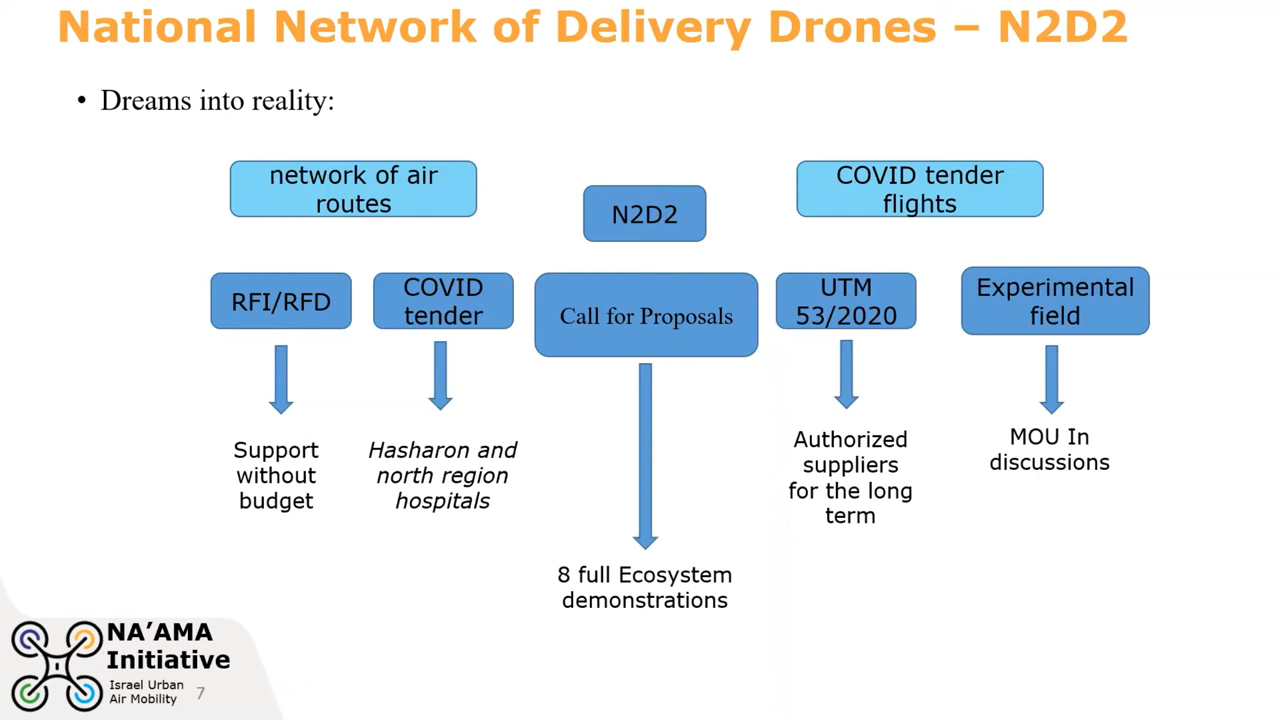 National Network of Delivery Drones – N2D2
• Dreams into reality:
network of air
routes
N2D2
COVID tender
flights
RFI/RFD
COVID
tender
Call for Proposals
UTM
53/2020
Experimental
field
Support
without
budget
Hasharon and
north region
hospitals
8 full Ecosystem
demonstrations
Authorized
suppliers
for the long
term
MOU In
discussions
NA’AMA
Initiative
Israel Urban
Air Mobility
7